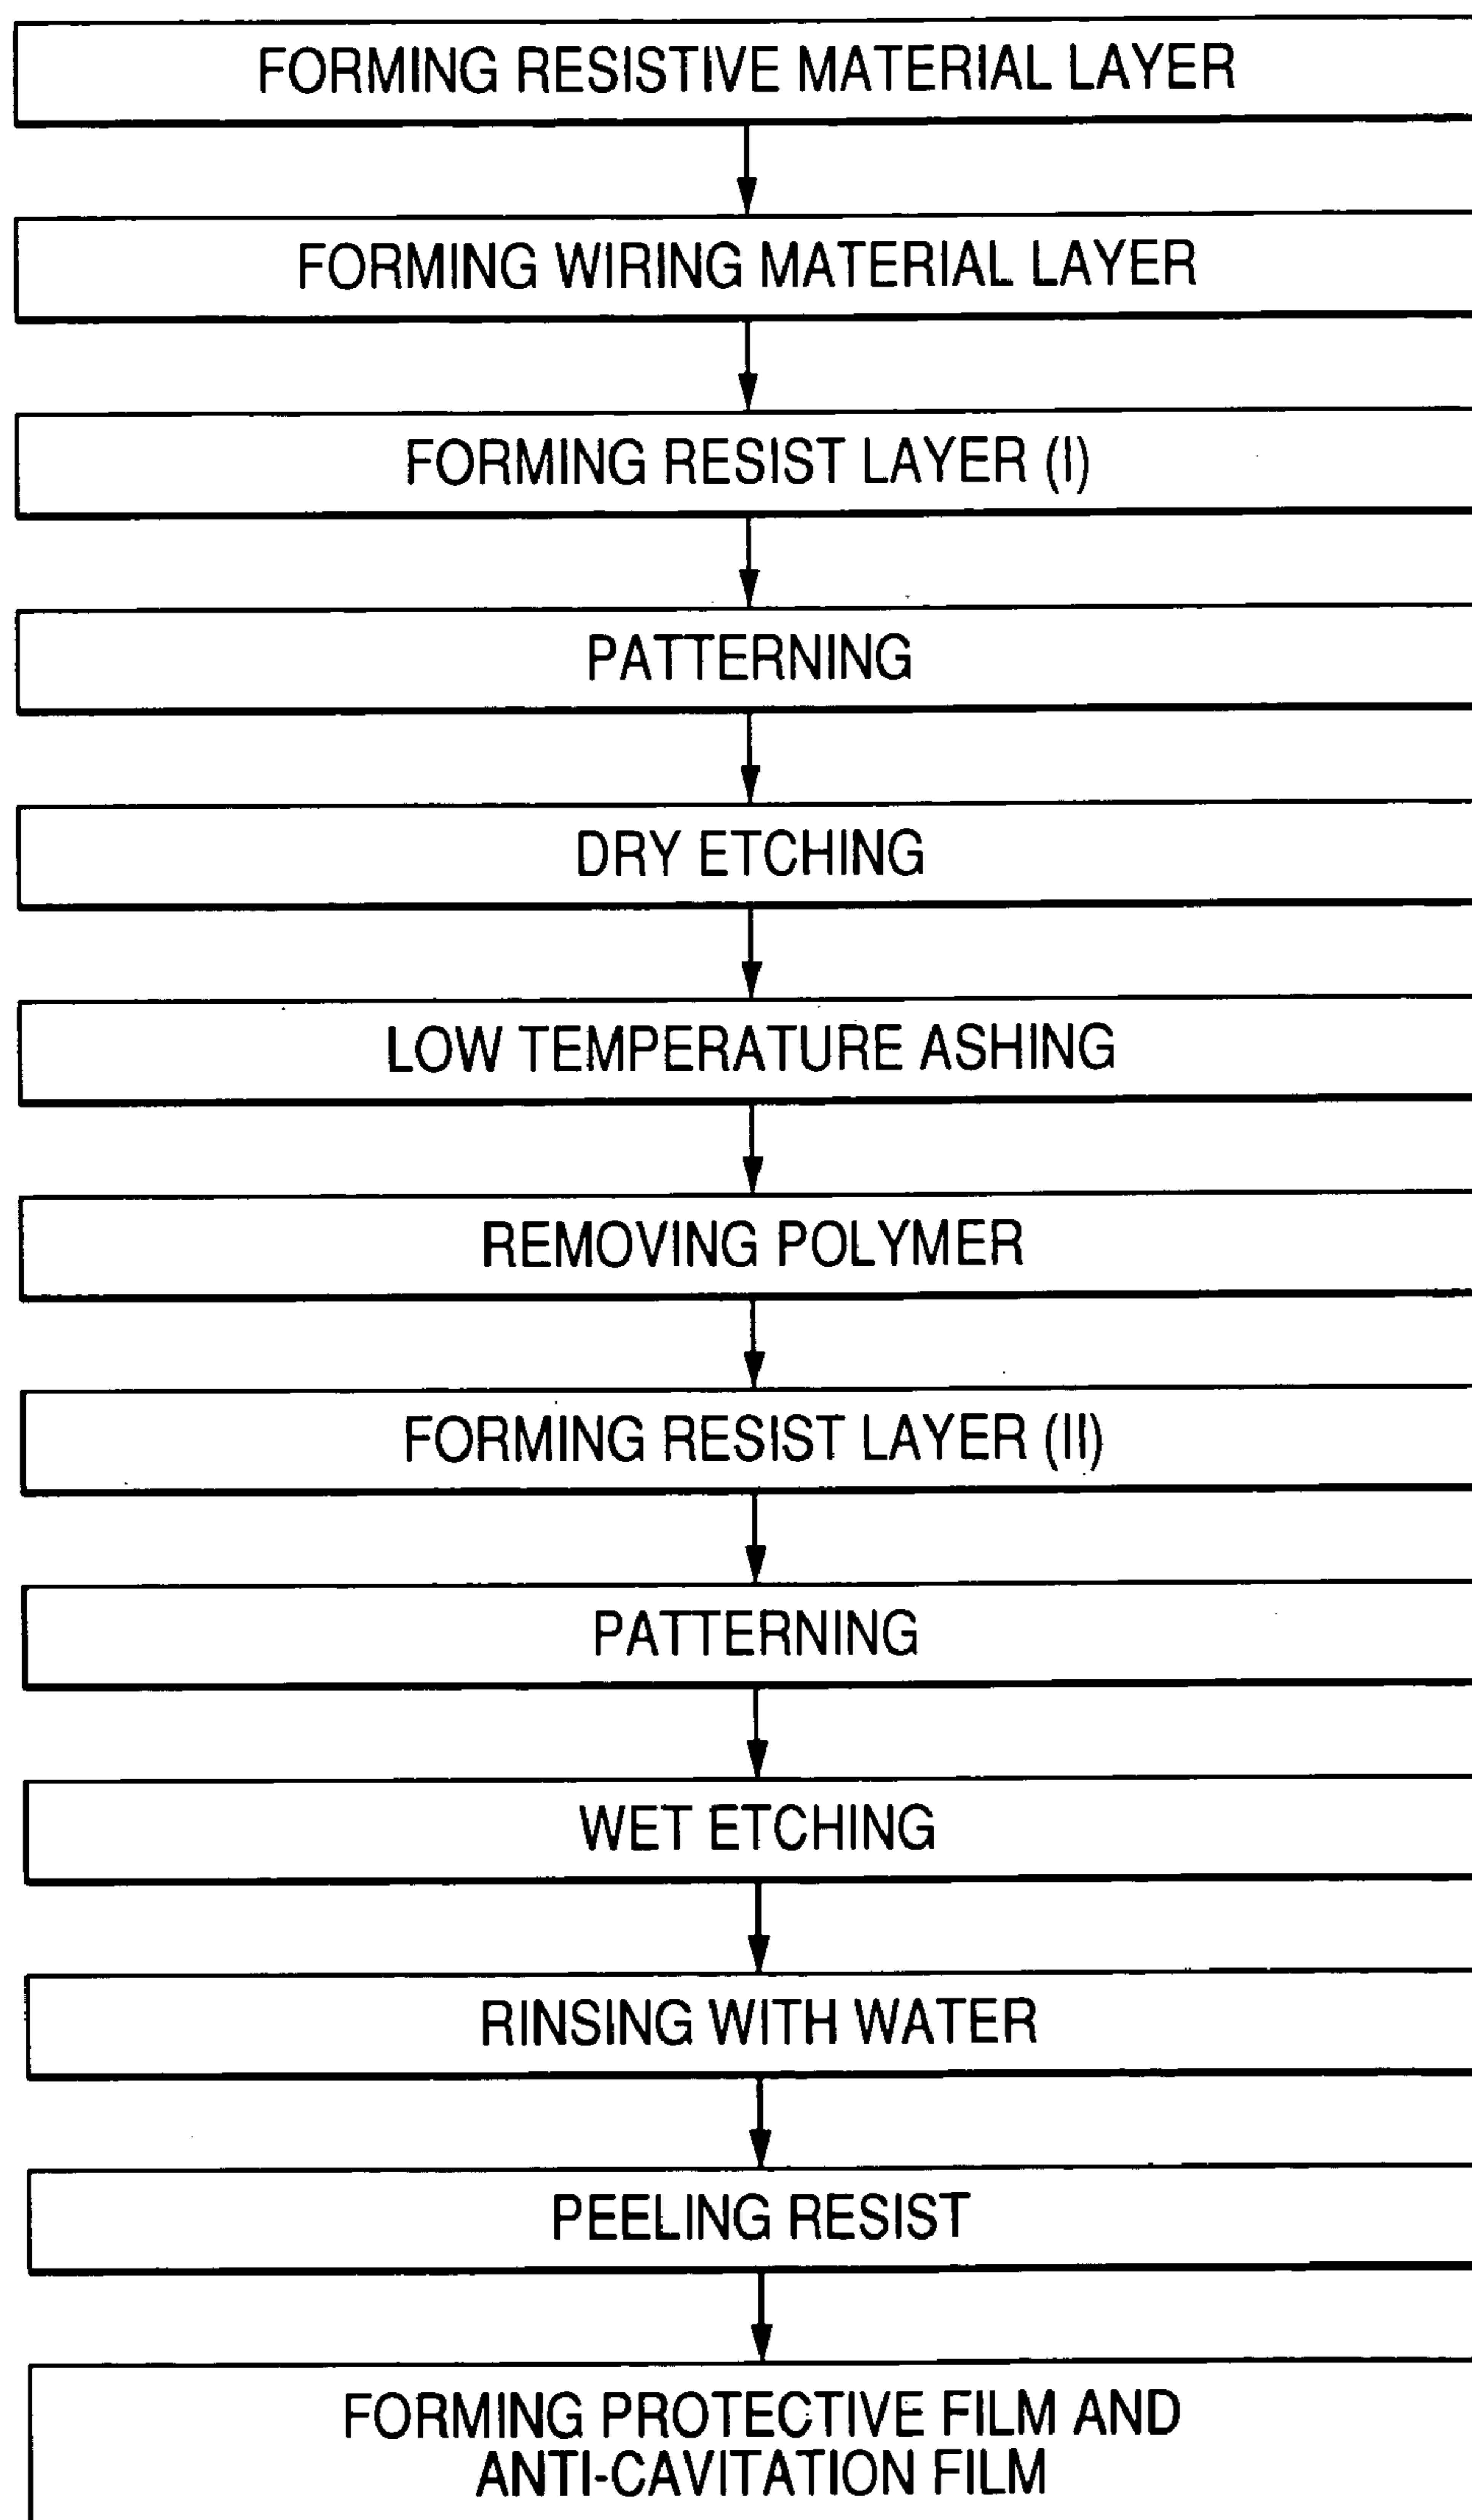 FORMING RESISTIVE MATERIAL LAYER
FORMING WIRING MATERIAL LAYER
FORMING RESIST LAYER (I)
PATTERNING
DRY ETCHING
LOW TEMPERATURE ASHING
REMOVING POLYMER
FORMING RESIST LAYER (II)
PATTERNING
WET ETCHING
RINSING WITH WATER
PEELING RESIST
FORMING PROTECTIVE FILM AND
ANTI-CAVITATION FILM